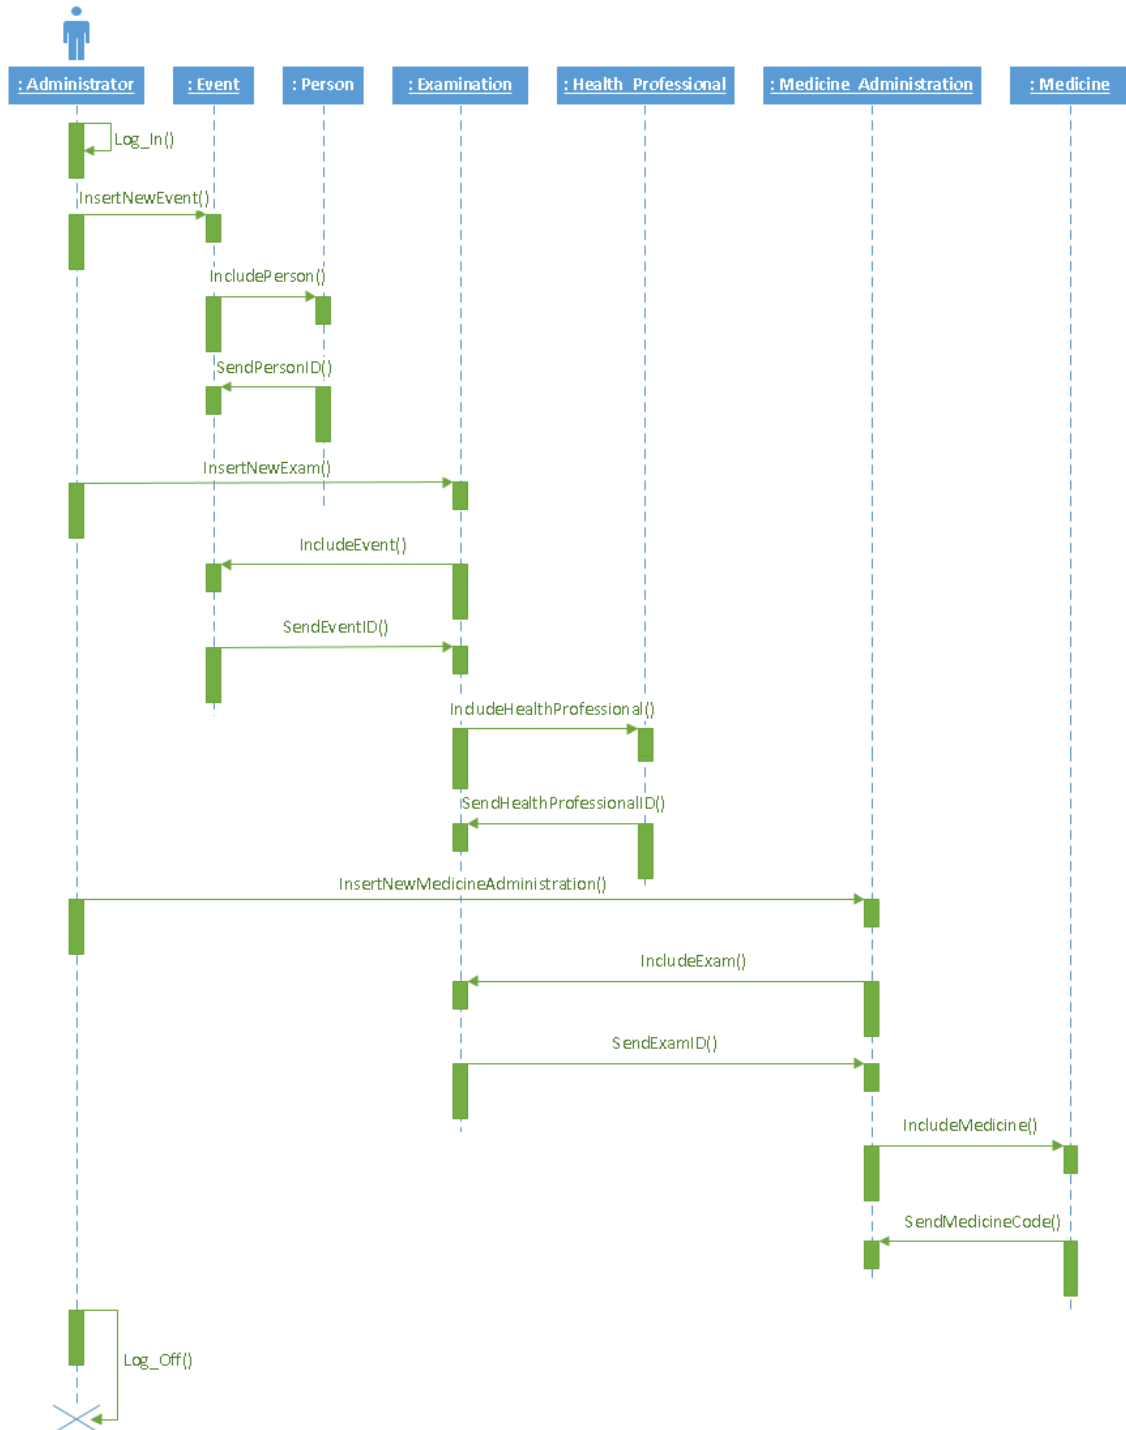 : Administrator
: Event
: Person
: Examination
: Health_Professional
: Medicine_Administration
: Medicine
Log_In()
InsertNewEvent()
IncludePerson()
SendPersonID()
InsertNewExam()
IncludeEvent()
SendEventID()
IncludeHealthProfessional()
SendHealthProfessionalID()
InsertNewMedicineAdministration()
IncludeExam()
SendExamID()
IncludeMedicine()
SendMedicineCode()
Log_Off()